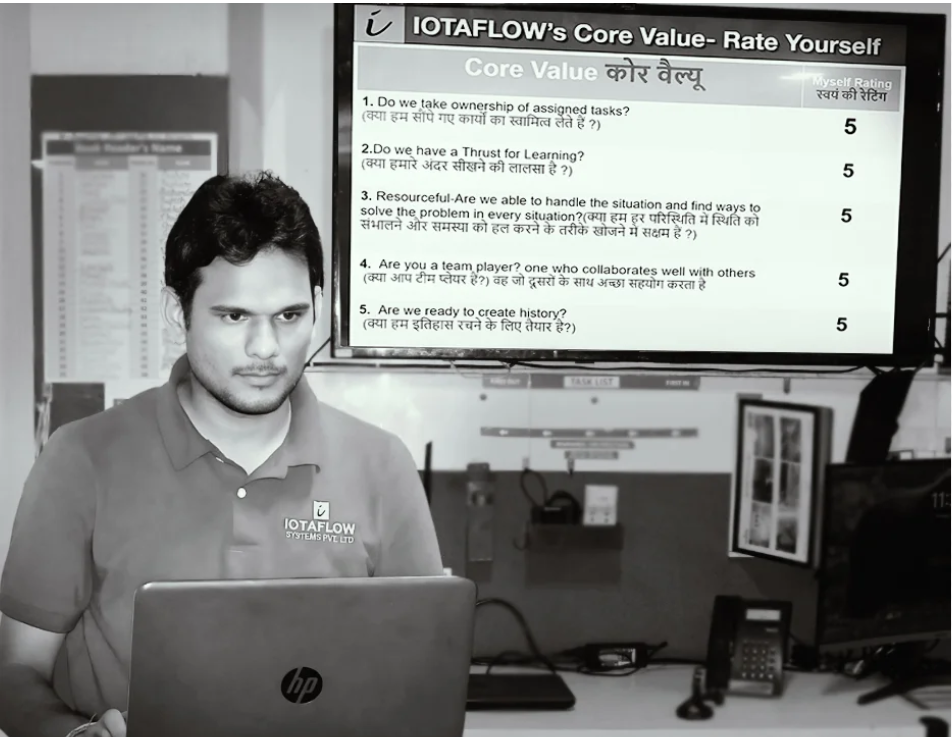 i IOTAFLOW's Core Value- Rate Yourself
Core Value कोर वैल्यू
Myself Rating
स्वयं की रेटिंग
1. Do we take ownership of assigned tasks?
(क्या हम सौंपे गए कार्यों का स्वामित्व लेते हैं ?)
5
2.Do we have a Thrust for Learning?
(क्या हमारे अंदर सीखने की लालसा है ?)
5
3. Resourceful-Are we able to handle the situation and find ways to
solve the problem in every situation?(क्या हम हर परिस्थिति में स्थिति को
संभालने और समस्या को हल करने के तरीके खोजने में सक्षम हैं ?)
5
4. Are you a team player? one who collaborates well with others
(क्या आप टीम प्लेयर हैं?) वह जो दूसरों के साथ अच्छा सहयोग करता है
5
5. Are we ready to create history?
(क्या हम इतिहास रचने के लिए तैयार हैं?)
5
Book Reader's Name
TASK LIST
i
IOTAFLOW
SYSTEMS PVT. LTD
hp
11